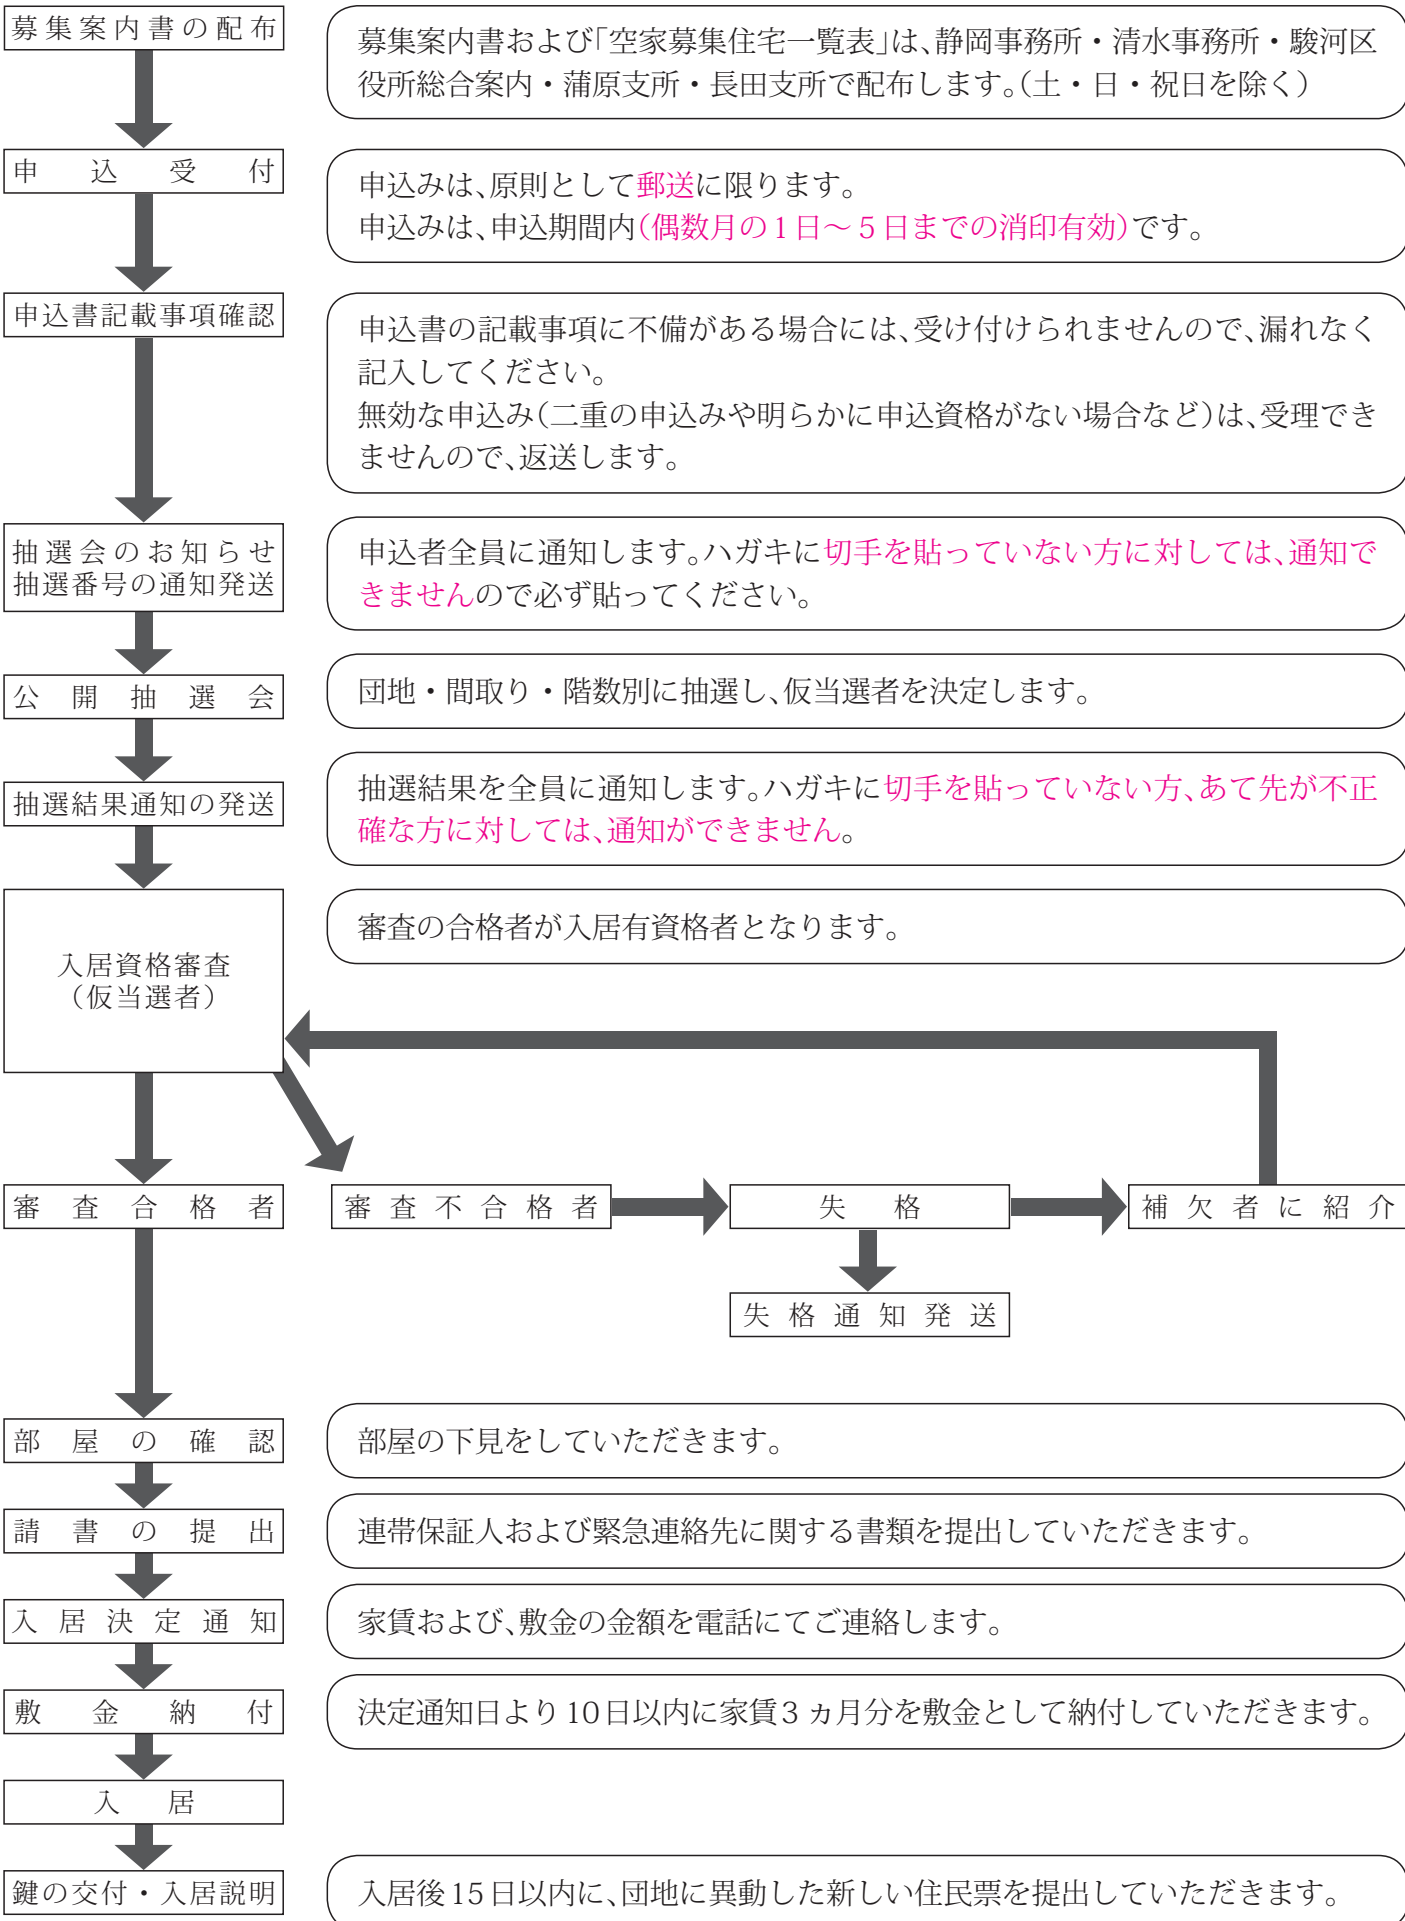 募集案内書の配布
募集案内書および「空家募集住宅一覧表」は、静岡事務所・清水事務所・駿河区
役所総合案内・蒲原支所・長田支所で配布します。(土・日・祝日を除く)
申込受付
申込みは、原則として郵送に限ります。
申込みは、申込期間内(偶数月の1日～5日までの消印有効)です。
申込書記載事項確認
申込書の記載事項に不備がある場合には、受け付けられませんので、漏れなく
記入してください。
無効な申込み(二重の申込みや明らかに申込資格がない場合など)は、受理でき
ませんので、返送します。
抽選会のお知らせ
抽選番号の通知発送
申込者全員に通知します。ハガキに切手を貼っていない方に対しては、通知で
きませんので必ず貼ってください。
公開抽選会
団地・間取り・階数別に抽選し、仮当選者を決定します。
抽選結果通知の発送
抽選結果を全員に通知します。ハガキに切手を貼っていない方、あて先が不正
確な方に対しては、通知ができません。
入居資格審査
(仮当選者)
審査の合格者が入居有資格者となります。
審査合格者
審査不合格者
失格
補欠者に紹介
失格通知発送
部屋の確認
部屋の下見をしていただきます。
請書の提出
連帯保証人および緊急連絡先に関する書類を提出していただきます。
入居決定通知
家賃および、敷金の金額を電話にてご連絡します。
敷金納付
決定通知日より10日以内に家賃3ヵ月分を敷金として納付していただきます。
入居
鍵の交付・入居説明
入居後15日以内に、団地に異動した新しい住民票を提出していただきます。